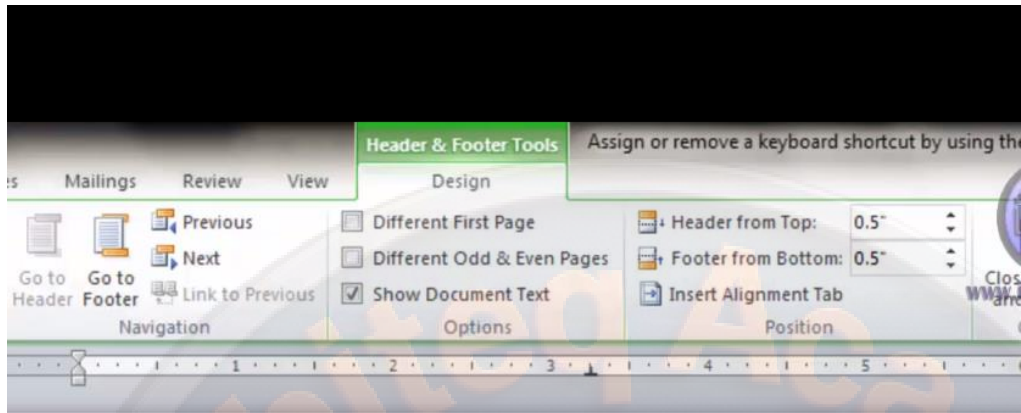 Header & Footer Tools Assign or remove a keyboard shortcut by using the
Mailings Review View Design
Previous Different First Page Header from Top: 0.5"
Next Different Odd & Even Pages Footer from Bottom: 0.5"
Go to Header Go to Footer Link to Previous Show Document Text Insert Alignment Tab
Navigation Options Position
1 2 3 4 5